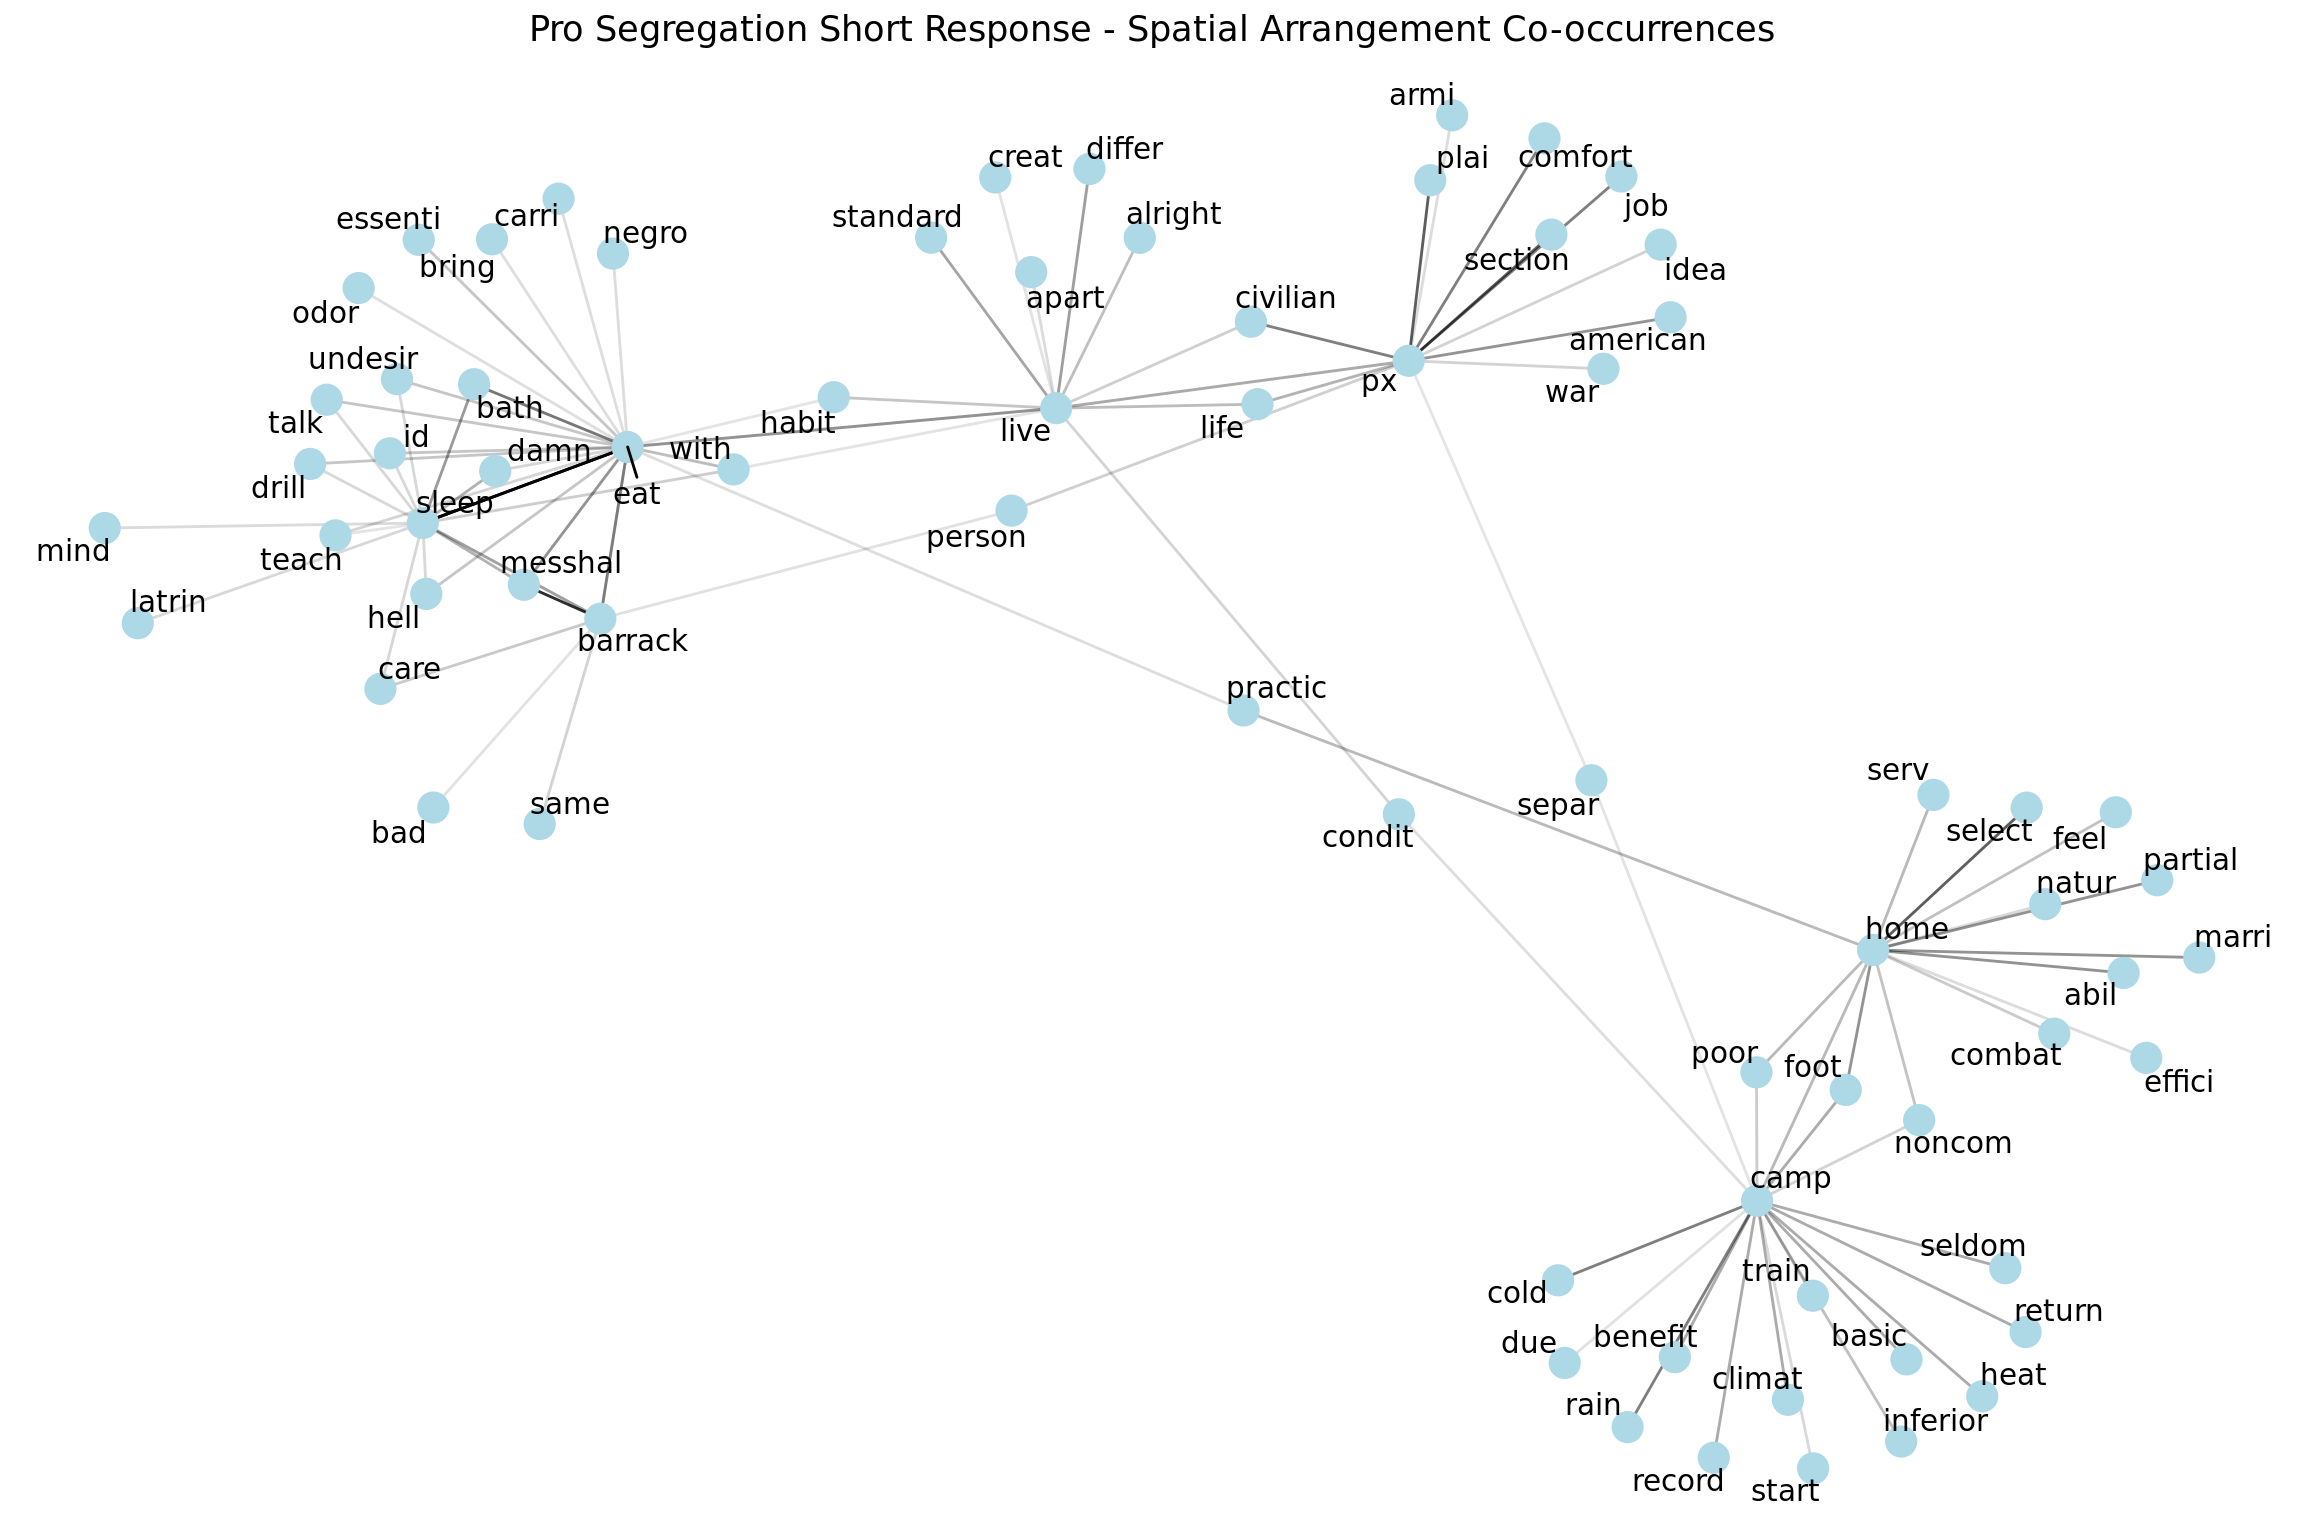 Pro Segregation Short Response - Spatial Arrangement Co-occurrences
armi
differ
creat
plai
comfort
job
essenti
carri
standard
alright
negro
bring
section
idea
odor
apart
civilian
undesir
american
px
war
bath
talk
habit
live
life
id
damn
with
drill
sleep
eat
mind
teach
person
messhal
latrin
hell
barrack
care
practic
serv
bad
same
condit
separ
select
feel
partial
natur
home
marri
abil
poor
foot
combat
effici
noncom
camp
seldom
train
cold
return
due
benefit
basic
climat
heat
rain
inferior
record
start